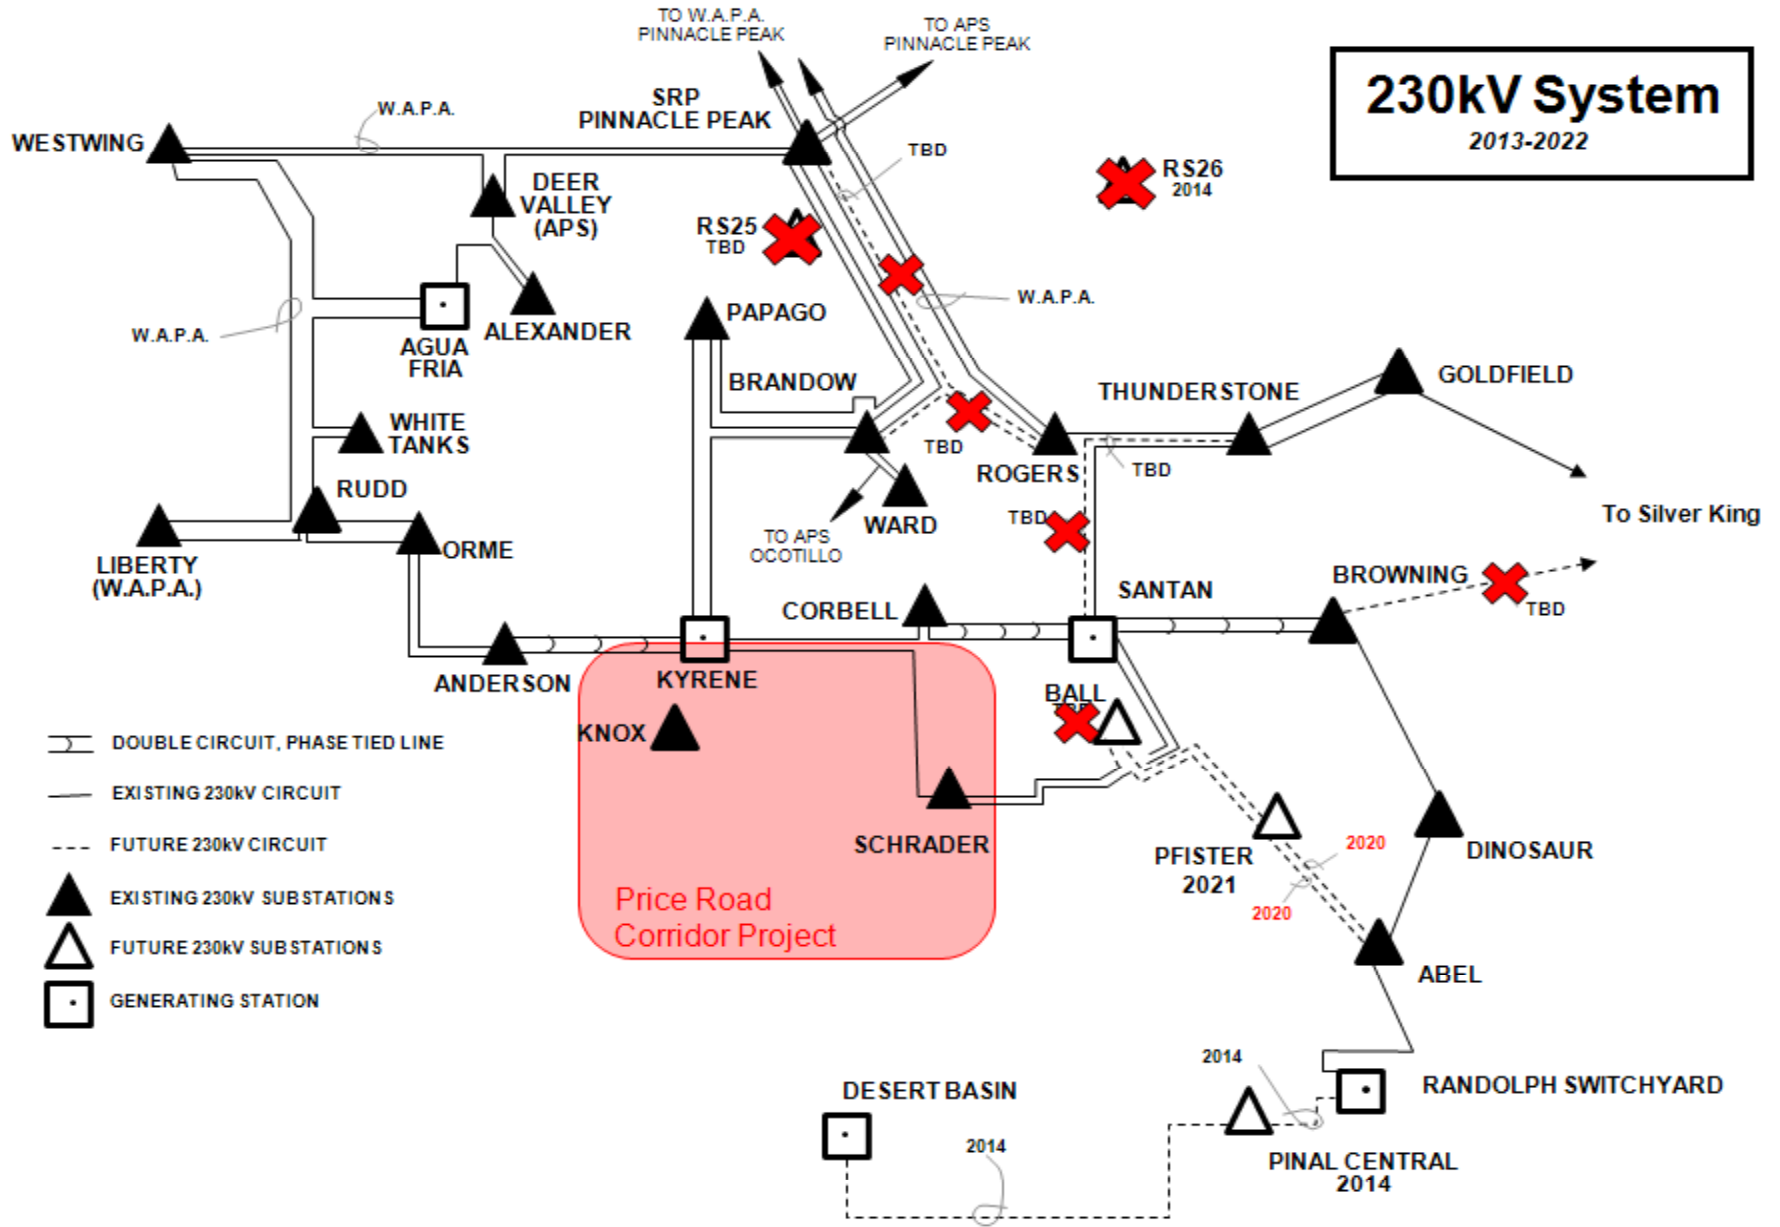 TO W.A.P.A.
PINNACLE PEAK
TO APS
PINNACLE PEAK
230kV System
2013-2022
SRP
PINNACLE PEAK
W.A.P.A.
WESTWING
TBD
RS26
2014
DEER
VALLEY
(APS)
RS25
TBD
W.A.P.A.
W.A.P.A.
PAPAGO
ALEXANDER
AGUA
FRIA
BRANDOW
THUNDERSTONE
GOLDFIELD
WHITE
TANKS
TBD
ROGERS
TBD
RUDD
WARD
TBD
To Silver King
TO APS
OCOTILLO
ORME
LIBERTY
(W.A.P.A.)
BROWNING
TBD
CORBELL
SANTAN
ANDERSON
KYRENE
BALL
KNOX
DOUBLE CIRCUIT, PHASE TIED LINE
EXISTING 230kV CIRCUIT
FUTURE 230kV CIRCUIT
EXISTING 230kV SUBSTATIONS
FUTURE 230kV SUBSTATIONS
GENERATING STATION
SCHRADER
PFISTER
2021
2020
2020
DINOSAUR
Price Road
Corridor Project
ABEL
2014
DESERT BASIN
RANDOLPH SWITCHYARD
2014
PINAL CENTRAL
2014